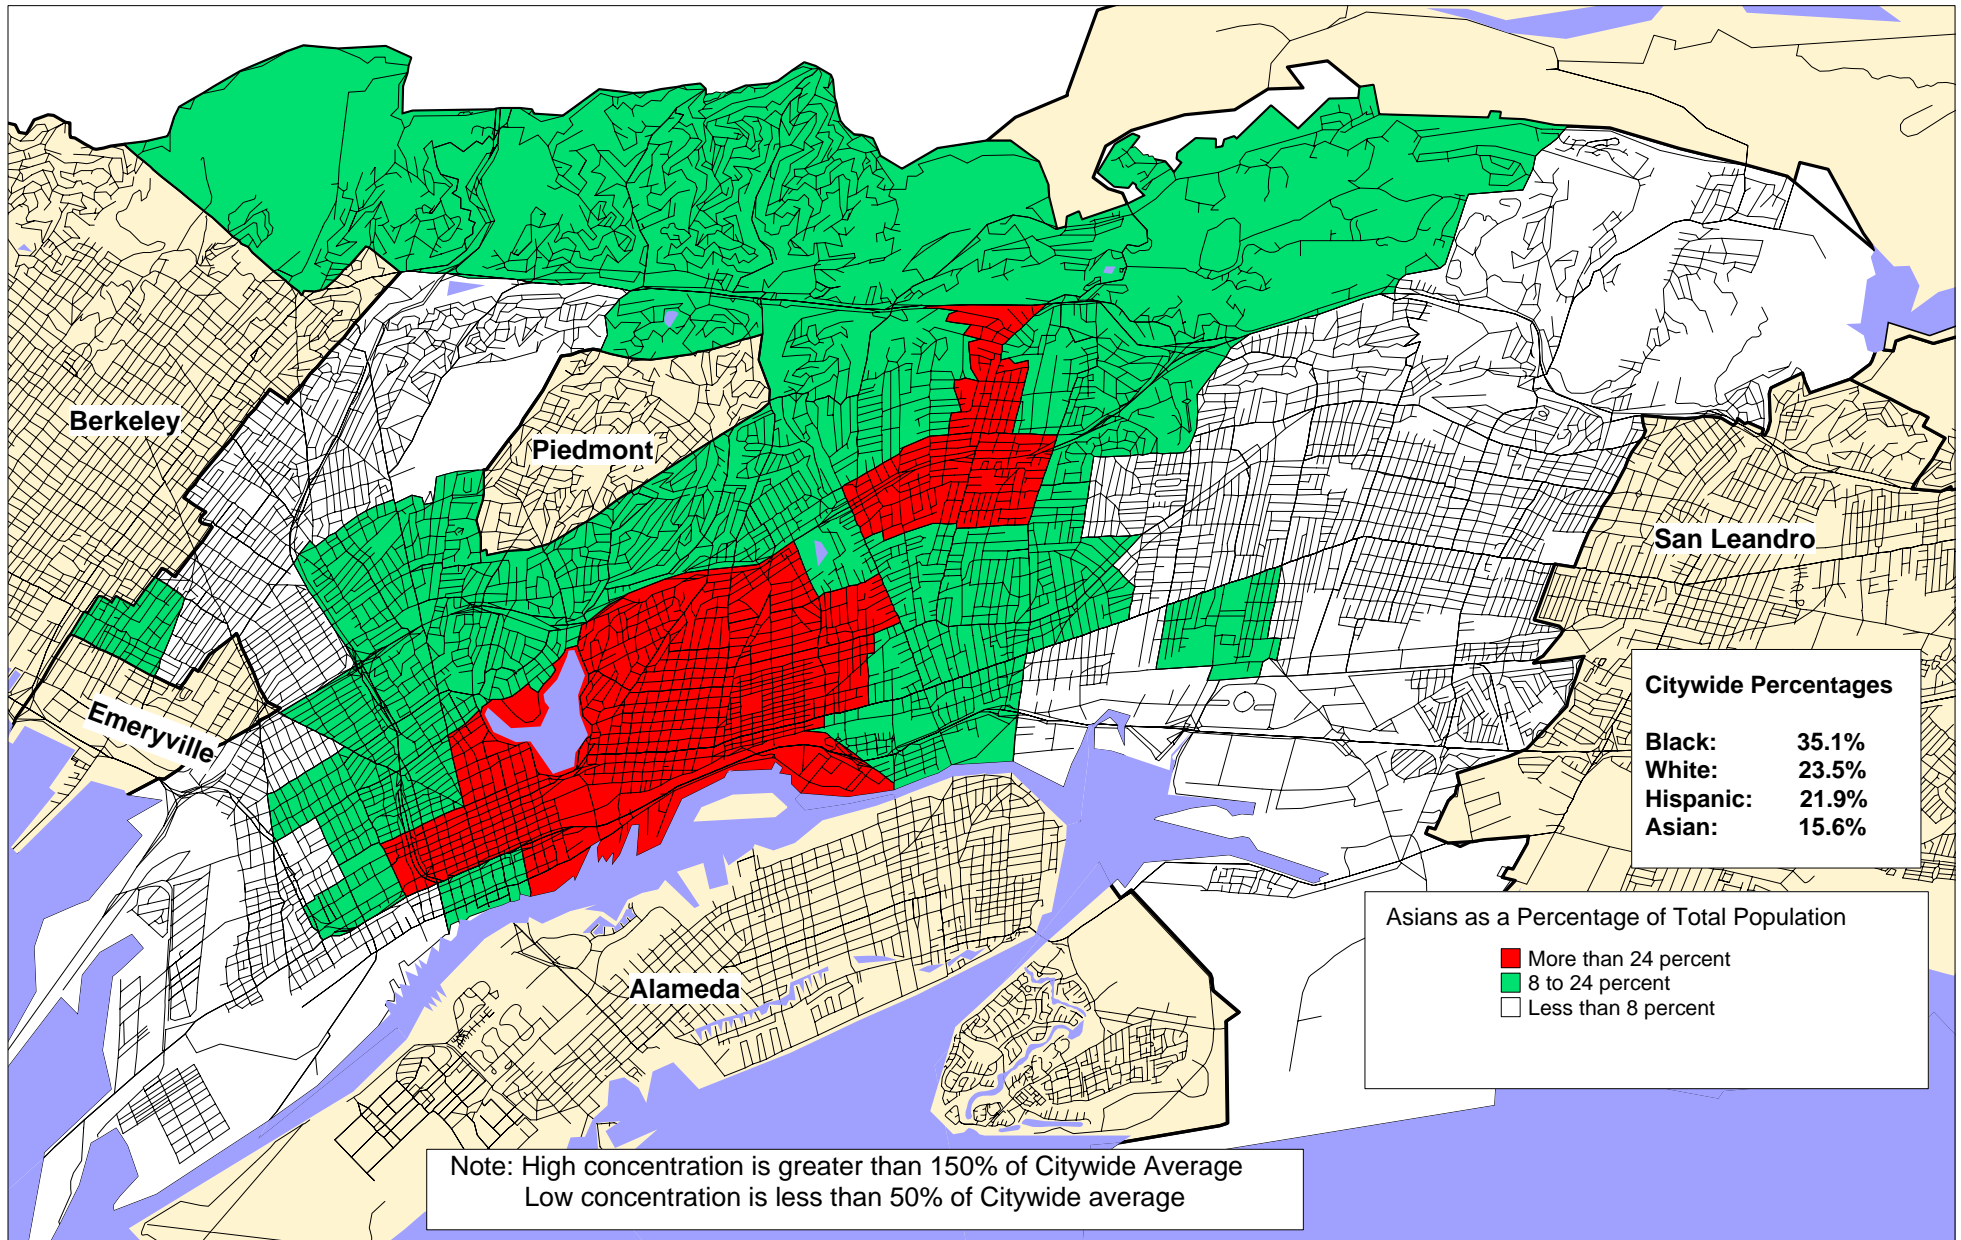 Berkeley
Piedmont
San Leandro
Emeryville
Alameda
Citywide Percentages
Black: 35.1%
White: 23.5%
Hispanic: 21.9%
Asian: 15.6%
Asians as a Percentage of Total Population
More than 24 percent
8 to 24 percent
Less than 8 percent
Note: High concentration is greater than 150% of Citywide Average
Low concentration is less than 50% of Citywide average